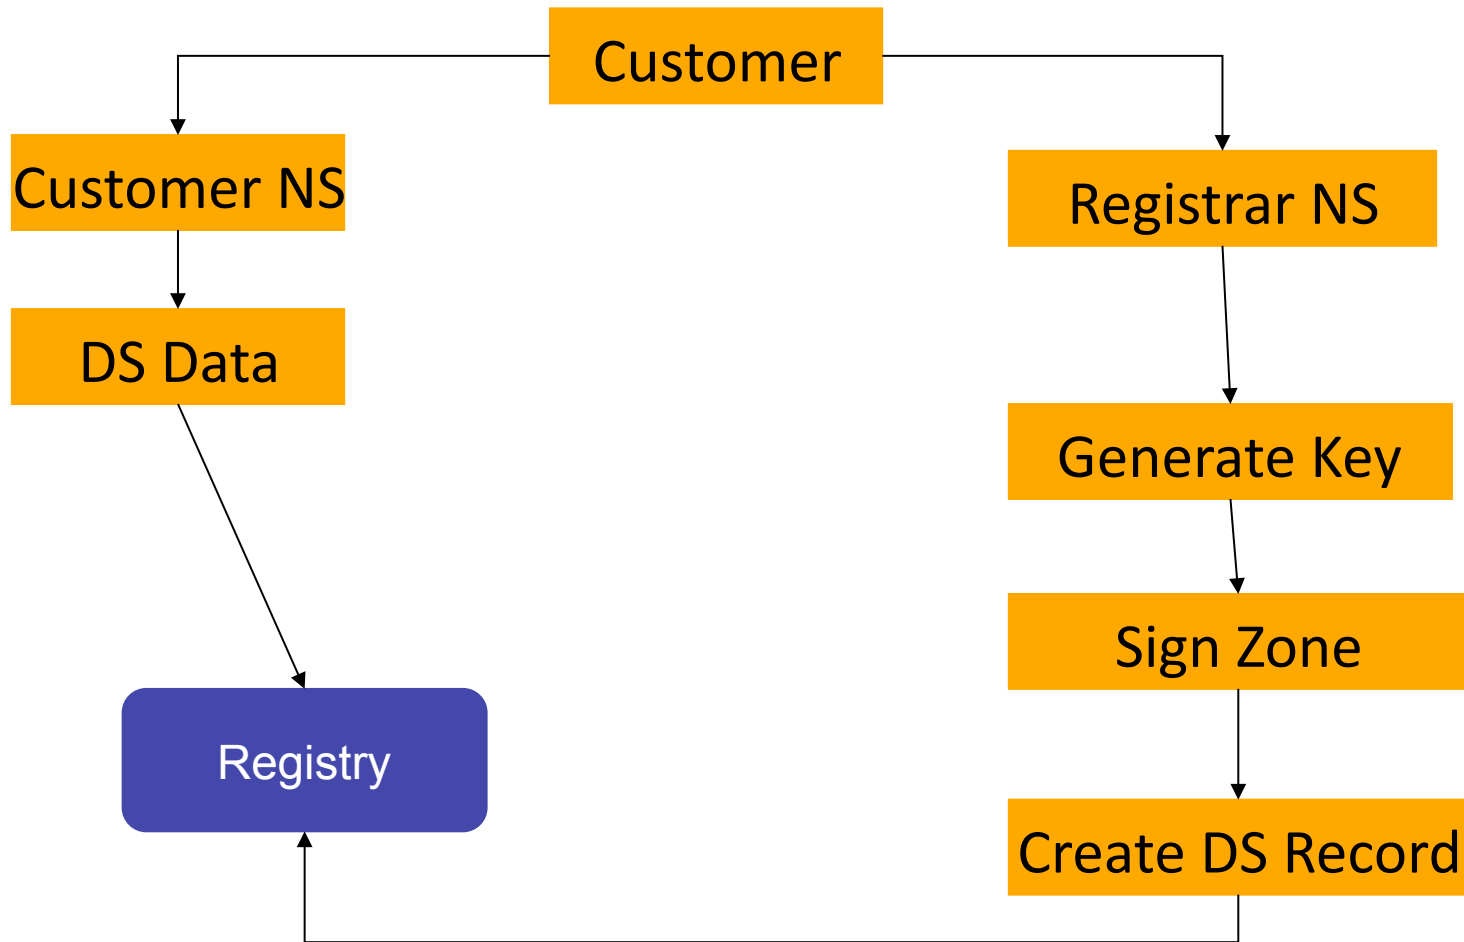 Customer
Customer NS
Registrar NS
DS Data
Generate Key
Sign Zone
Registry
Create DS Record